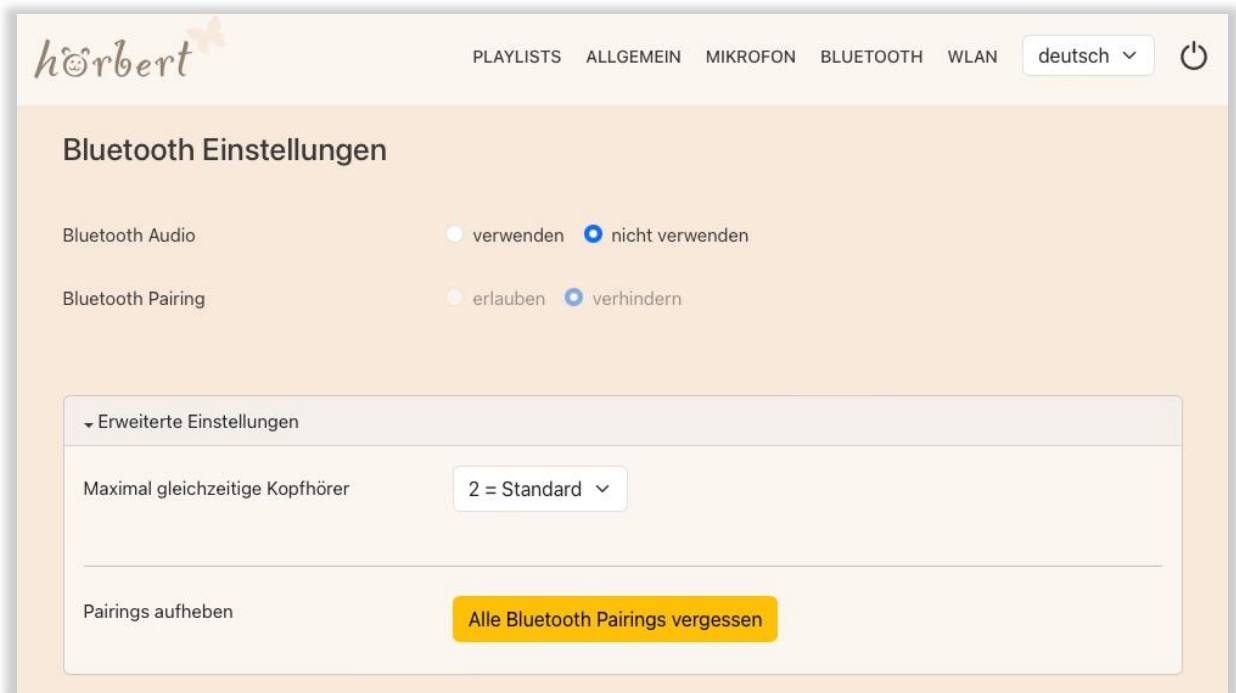 hörbert PLAYLISTS ALLGEMEIN MIKROFON BLUETOOTH WLAN deutsch
Bluetooth Einstellungen
Bluetooth Audio verwenden nicht verwenden
Bluetooth Pairing erlauben verhindern
Erweiterte Einstellungen
Maximal gleichzeitige Kopfhörer 2 = Standard
Pairings aufheben Alle Bluetooth Pairings vergessen